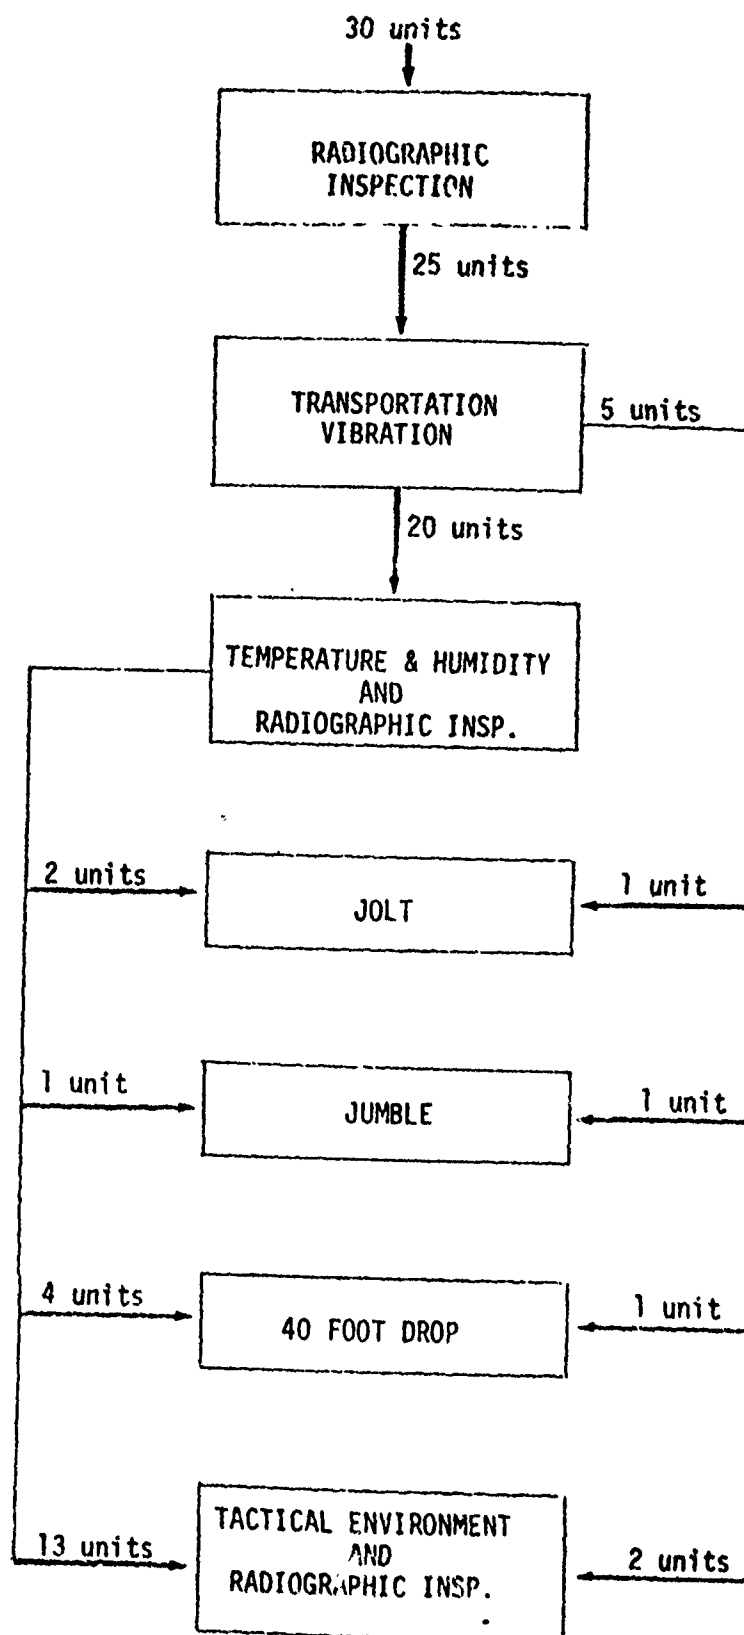 30 units
RADIOGRAPHIC
INSPECTION
25 units
TRANSPORTATION
VIBRATION
5 units
20 units
TEMPERATURE & HUMIDITY
AND
RADIOGRAPHIC INSP.
2 units
JOLT
1 unit
1 unit
JUMBLE
1 unit
4 units
40 FOOT DROP
1 unit
13 units
TACTICAL ENVIRONMENT
AND
RADIOGRAPHIC INSP.
2 units